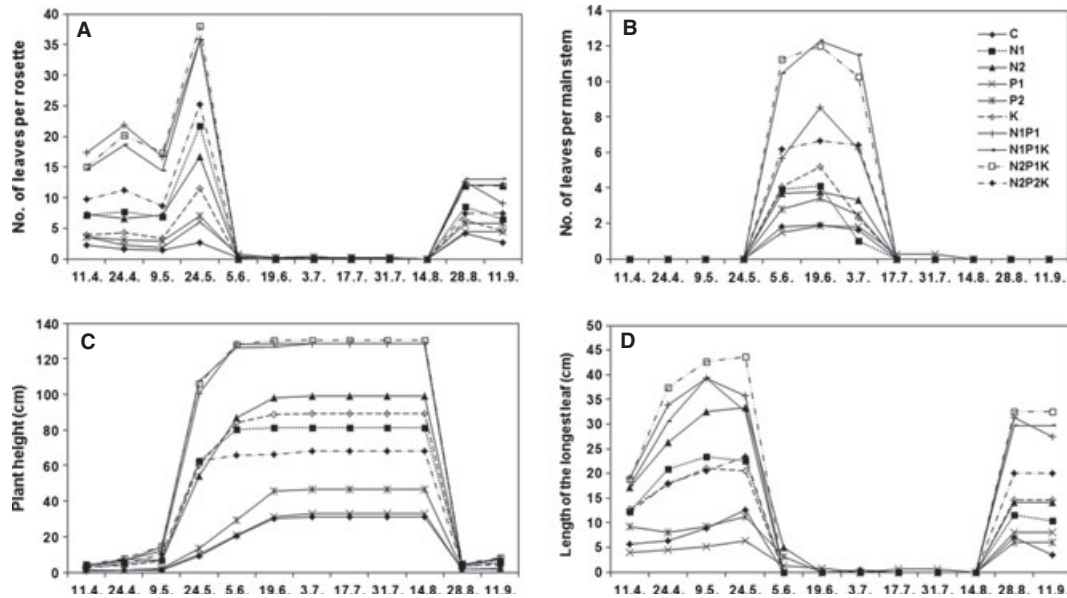 A
No. of leaves per rosette
40
35
30
25
20
15
10
5
0
11.4. 24.4. 9.5. 24.5. 5.6. 19.6. 3.7. 17.7. 31.7. 14.8. 28.8. 11.9.
B
No. of leaves per main stem
14
12
10
8
6
4
2
0
11.4. 24.4. 9.5. 24.5. 5.6. 19.6. 3.7. 17.7. 31.7. 14.8. 28.8. 11.9.
C
N1
N2
P1
P2
K
N1P1
N1P1K
N2P1K
N2P2K
C
Plant height (cm)
140
120
100
80
60
40
20
0
11.4. 24.4. 9.5. 24.5. 5.6. 19.6. 3.7. 17.7. 31.7. 14.8. 28.8. 11.9.
D
Length of the longest leaf (cm)
50
45
40
35
30
25
20
15
10
5
0
11.4. 24.4. 9.5. 24.5. 5.6. 19.6. 3.7. 17.7. 31.7. 14.8. 28.8. 11.9.